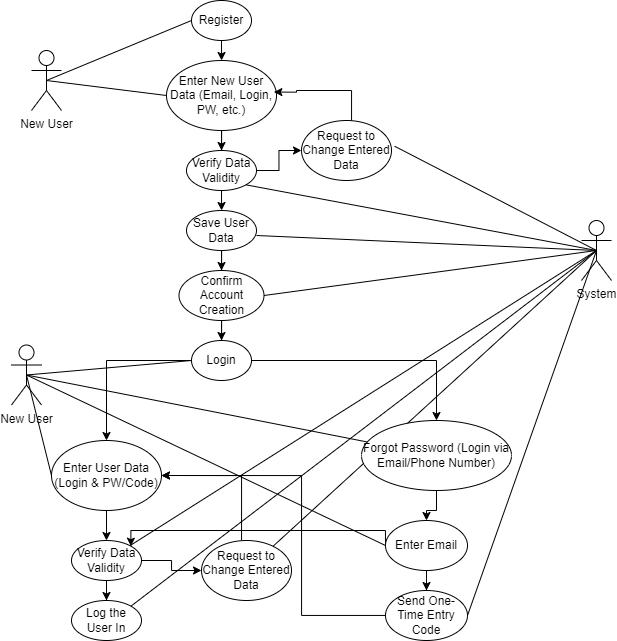 Register
Enter New User
Data (Email, Login,
PW, etc.)
New User
Request to
Change Entered
Data
Verify Data
Validity
Save User
Data
System
Confirm
Account
Creation
Login
New User
Forgot Password (Login via
Email/Phone Number)
Enter User Data
(Login & PW/Code)
Enter Email
Verify Data
Validity
Request to
Change Entered
Data
Log the
User In
Send One-
Time Entry
Code